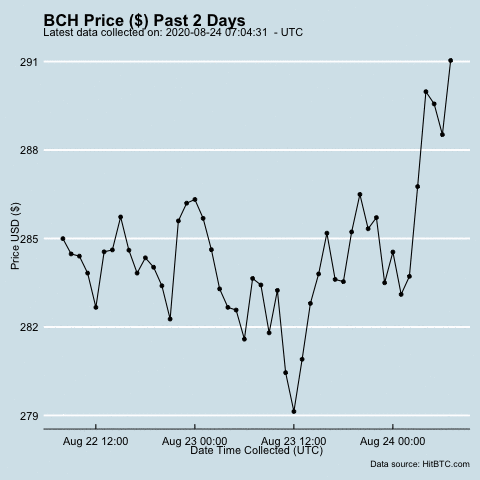 BCH Price ($) Past 2 Days
Latest data collected on: 2020-08-24 07:04:31 - UTC
291
288
285
282
279
Price USD ($)
Aug 22 12:00 Aug 23 00:00 Aug 23 12:00 Aug 24 00:00
Date Time Collected (UTC)
Data source: HitBTC.com